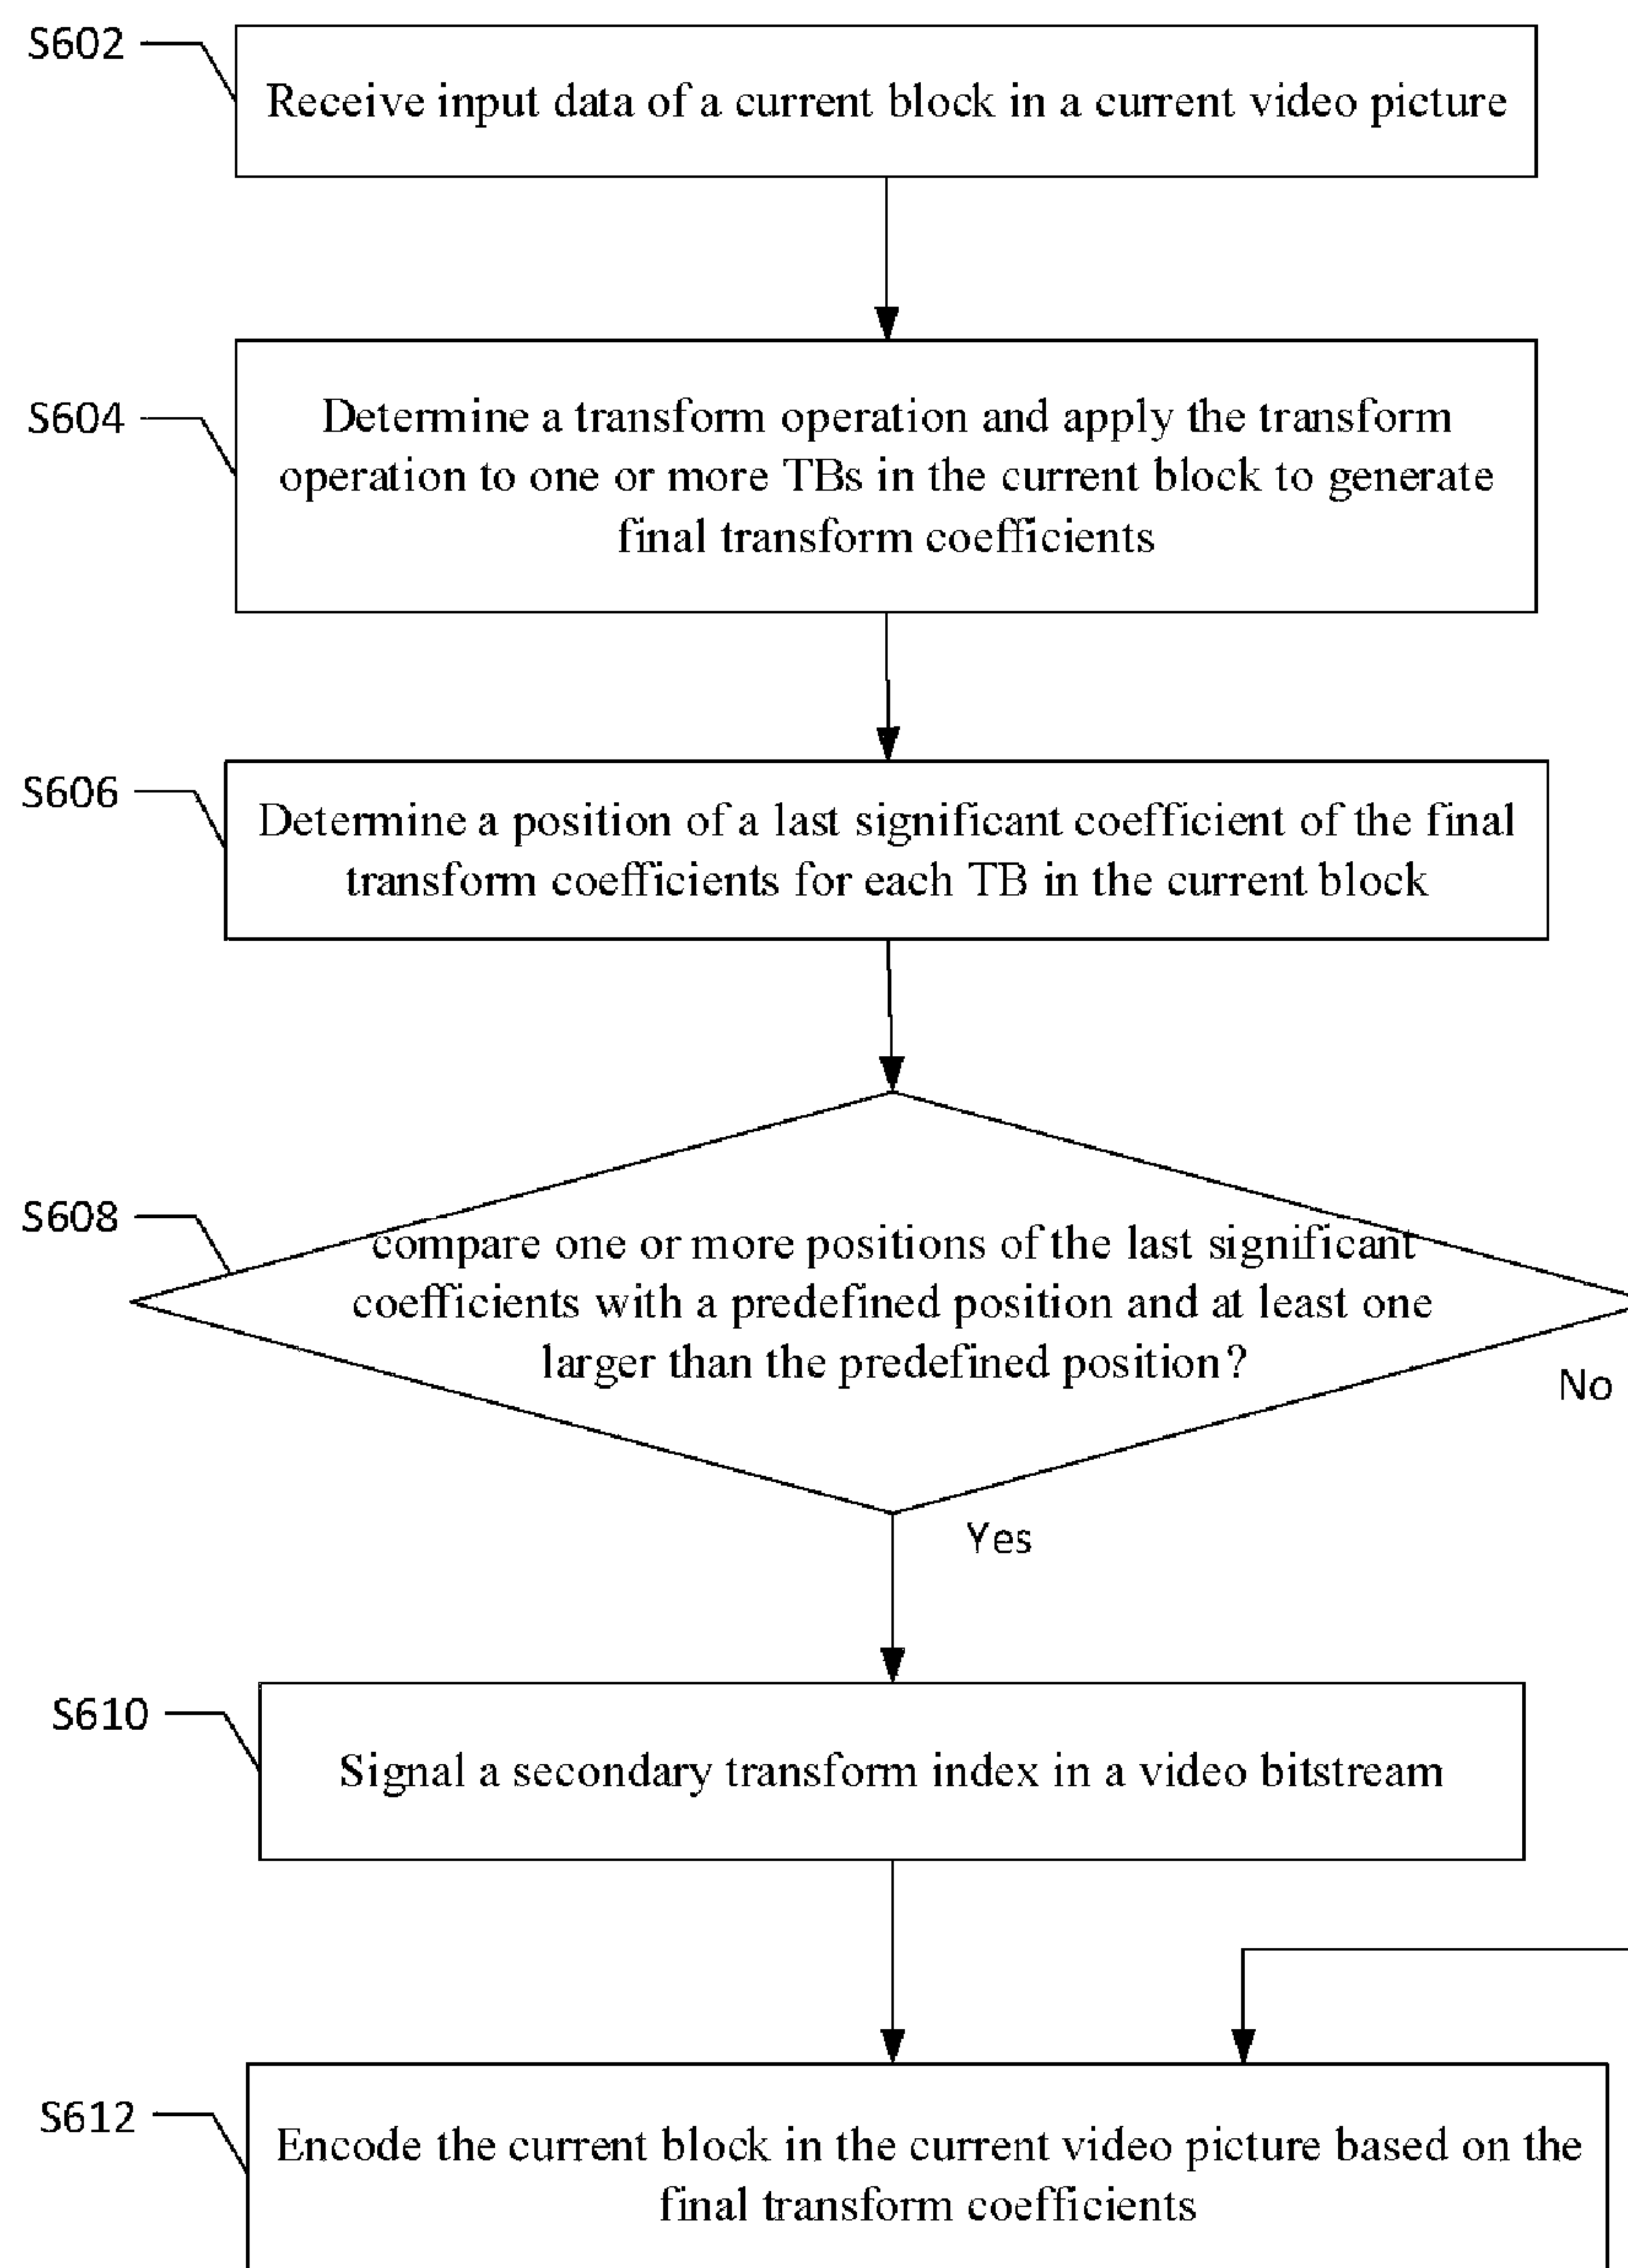 S602
Receive input data of a current block in a current video picture
S604
Determine a transform operation and apply the transform
operation to one or more TBs in the current block to generate
final transform coefficients
S606
Determine a position of a last significant coefficient of the final
transform coefficients for each TB in the current block
S608
compare one or more positions of the last significant
coefficients with a predefined position and at least one
larger than the predefined position?
No
Yes
S610
Signal a secondary transform index in a video bitstream
S612
Encode the current block in the current video picture based on the
final transform coefficients